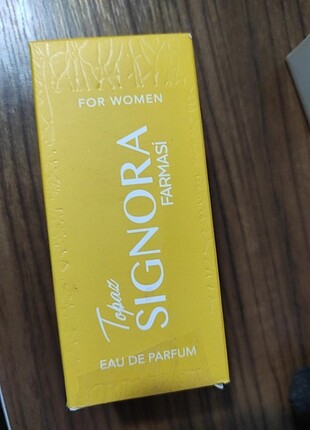 FOR WOMEN
Topaz
SIGNORA
FARMASİ
EAU DE PARFUM